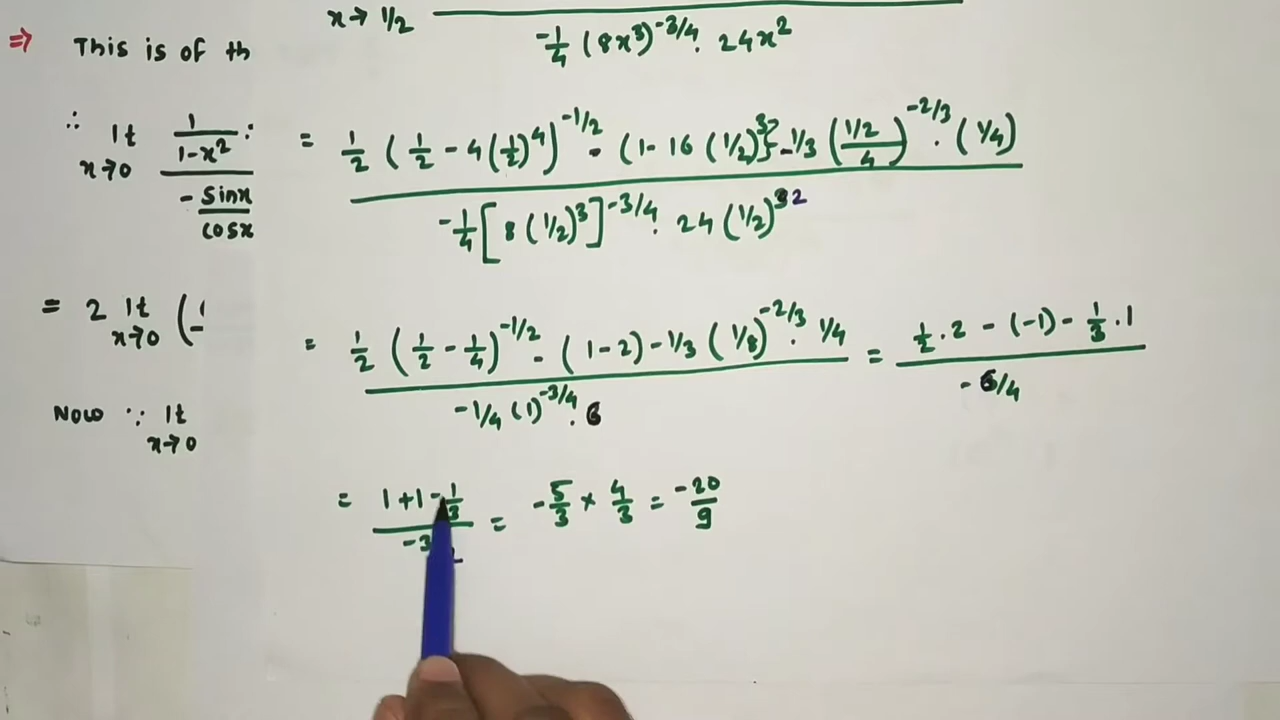 x→ 1/2
-1/4 (8x³)^-3/4 . 24x²
⇒ This is of th
∴ lt x→0 1/(1-x²) :
- sinx/cosx
= 1/2 (1/2 - 4(1/2)⁴)^-1/2 - (1- 16 (1/2)³} - 1/3 ((1/2)/4)^-2/3 . (1/4)
-1/4 [8 (1/2)³]^-3/4 . 24 (1/2)^2
= 2 lt x→0 (
= 1/2 (1/2 - 1/4)^-1/2 - (1-2) - 1/3 (1/8)^-2/3 . 1/4 = 1/2 . 2 - (-1) - 1/3 . 1
-1/4 (1)^-3/4 . 6
- 6/4
Now ∵ lt x→0
= 1+1-1/3 = -5/3 × 4/3 = -20/9
-3